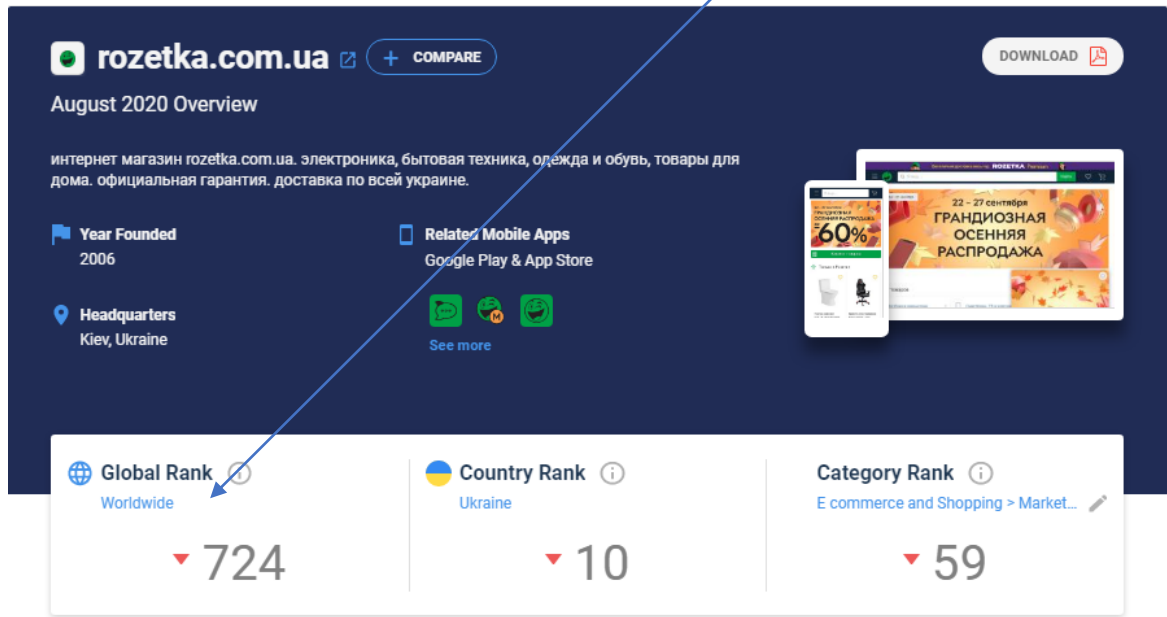 rozetka.com.ua
COMPARE
DOWNLOAD
August 2020 Overview
интернет магазин rozetka.com.ua. электроника, бытовая техника, одежда и обувь, товары для
дома. официальная гарантия. доставка по всей украине.
Year Founded
2006
Related Mobile Apps
Google Play & App Store
Headquarters
Kiev, Ukraine
See more
ROZETKA
22 - 27 сентября
ГРАНДИОЗНАЯ
ОСЕННЯЯ
РАСПРОДАЖА
60%
Global Rank
Worldwide
724
Country Rank
Ukraine
10
Category Rank
E commerce and Shopping > Market...
59